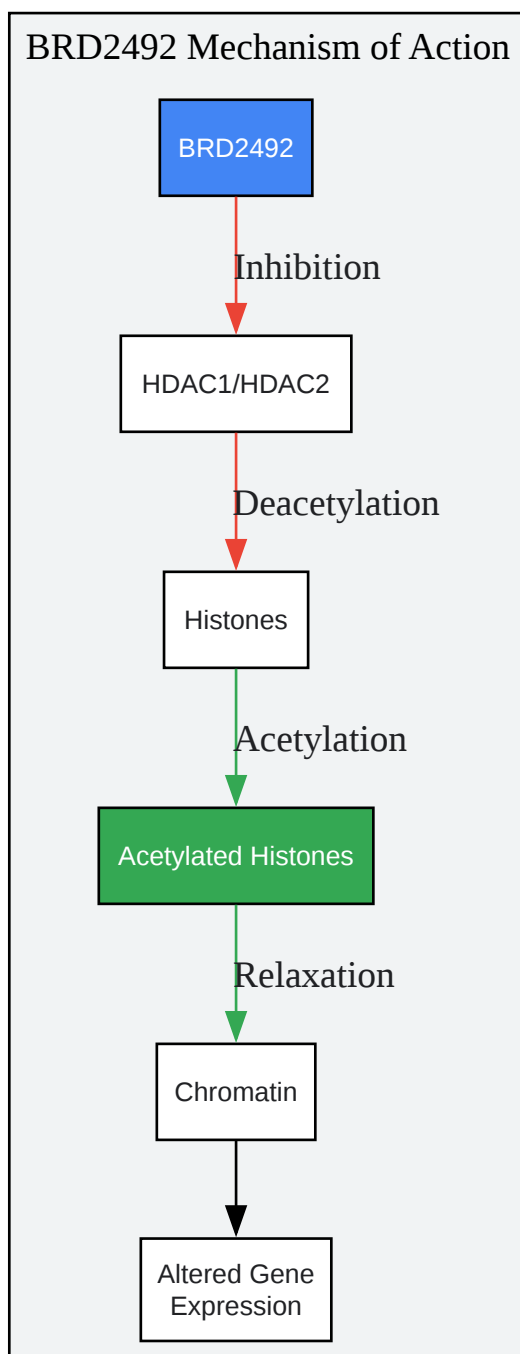 BRD2492 Mechanism of Action
BRD2492
Inhibition
HDAC1/HDAC2
Deacetylation
Histones
Acetylation
Acetylated Histones
Relaxation
Chromatin
Altered Gene
Expression